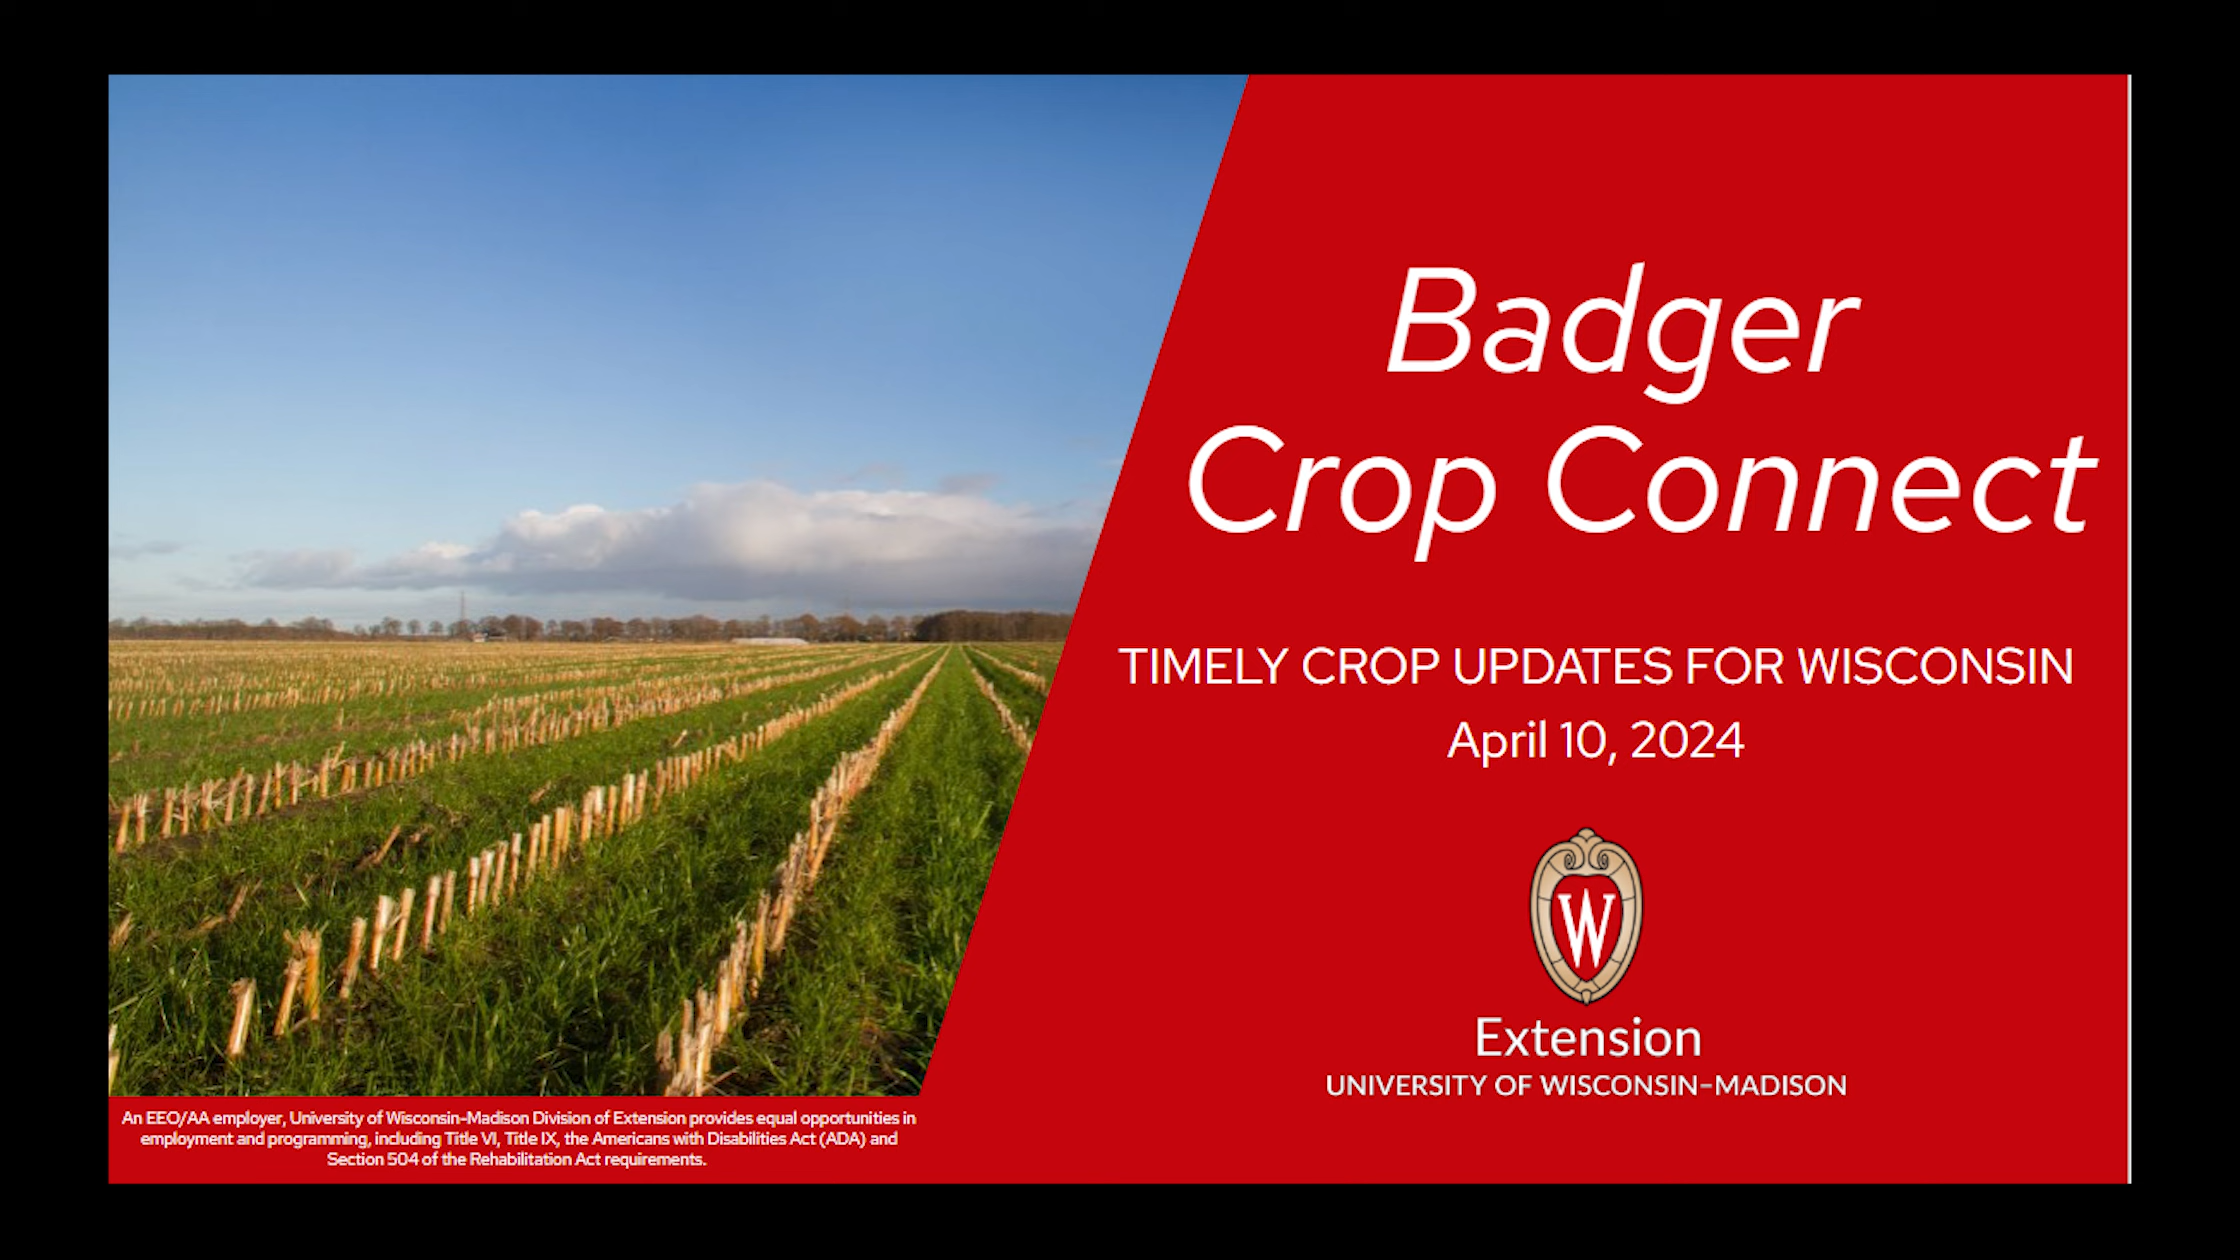 Badger
Crop Connect
TIMELY CROP UPDATES FOR WISCONSIN
April 10, 2024
W
Extension
UNIVERSITY OF WISCONSIN–MADISON
An EEO/AA employer, University of Wisconsin-Madison Division of Extension provides equal opportunities in
employment and programming, including Title VI, Title IX, the Americans with Disabilities Act (ADA) and
Section 504 of the Rehabilitation Act requirements.